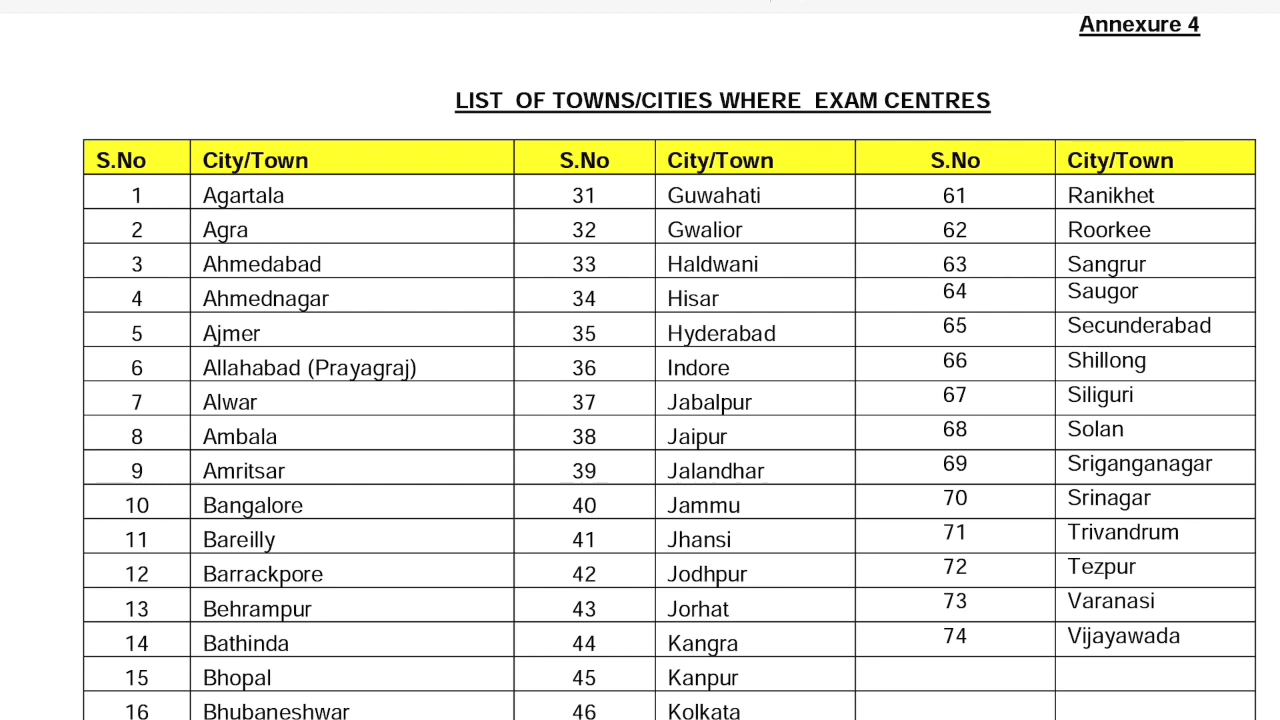 Annexure 4
LIST OF TOWNS/CITIES WHERE EXAM CENTRES
S.No City/Town S.No City/Town S.No City/Town
1 Agartala 31 Guwahati 61 Ranikhet
2 Agra 32 Gwalior 62 Roorkee
3 Ahmedabad 33 Haldwani 63 Sangrur
4 Ahmednagar 34 Hisar 64 Saugor
5 Ajmer 35 Hyderabad 65 Secunderabad
6 Allahabad (Prayagraj) 36 Indore 66 Shillong
7 Alwar 37 Jabalpur 67 Siliguri
8 Ambala 38 Jaipur 68 Solan
9 Amritsar 39 Jalandhar 69 Sriganganagar
10 Bangalore 40 Jammu 70 Srinagar
11 Bareilly 41 Jhansi 71 Trivandrum
12 Barrackpore 42 Jodhpur 72 Tezpur
13 Behrampur 43 Jorhat 73 Varanasi
14 Bathinda 44 Kangra 74 Vijayawada
15 Bhopal 45 Kanpur
16 Bhubaneshwar 46 Kolkata